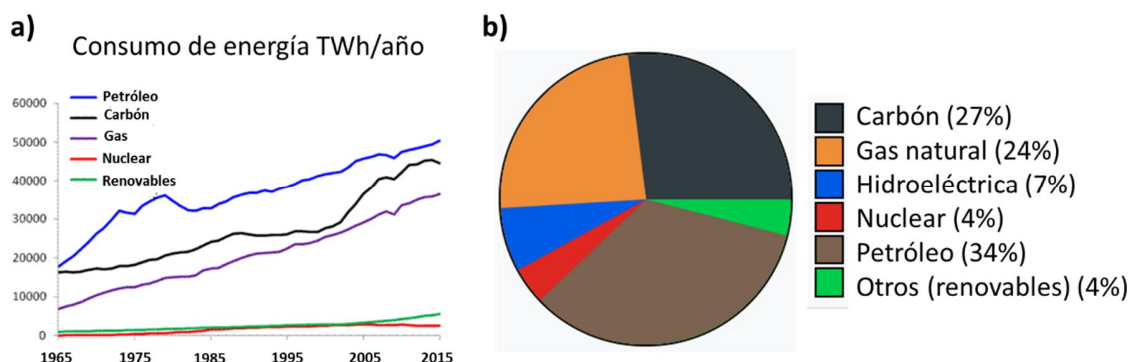 a)
Consumo de energía TWh/año
Petróleo
Carbón
Gas
Nuclear
Renovables
60000
50000
40000
30000
20000
10000
0
1965 1975 1985 1995 2005 2015
b)
Carbón (27%)
Gas natural (24%)
Hidroeléctrica (7%)
Nuclear (4%)
Petróleo (34%)
Otros (renovables) (4%)